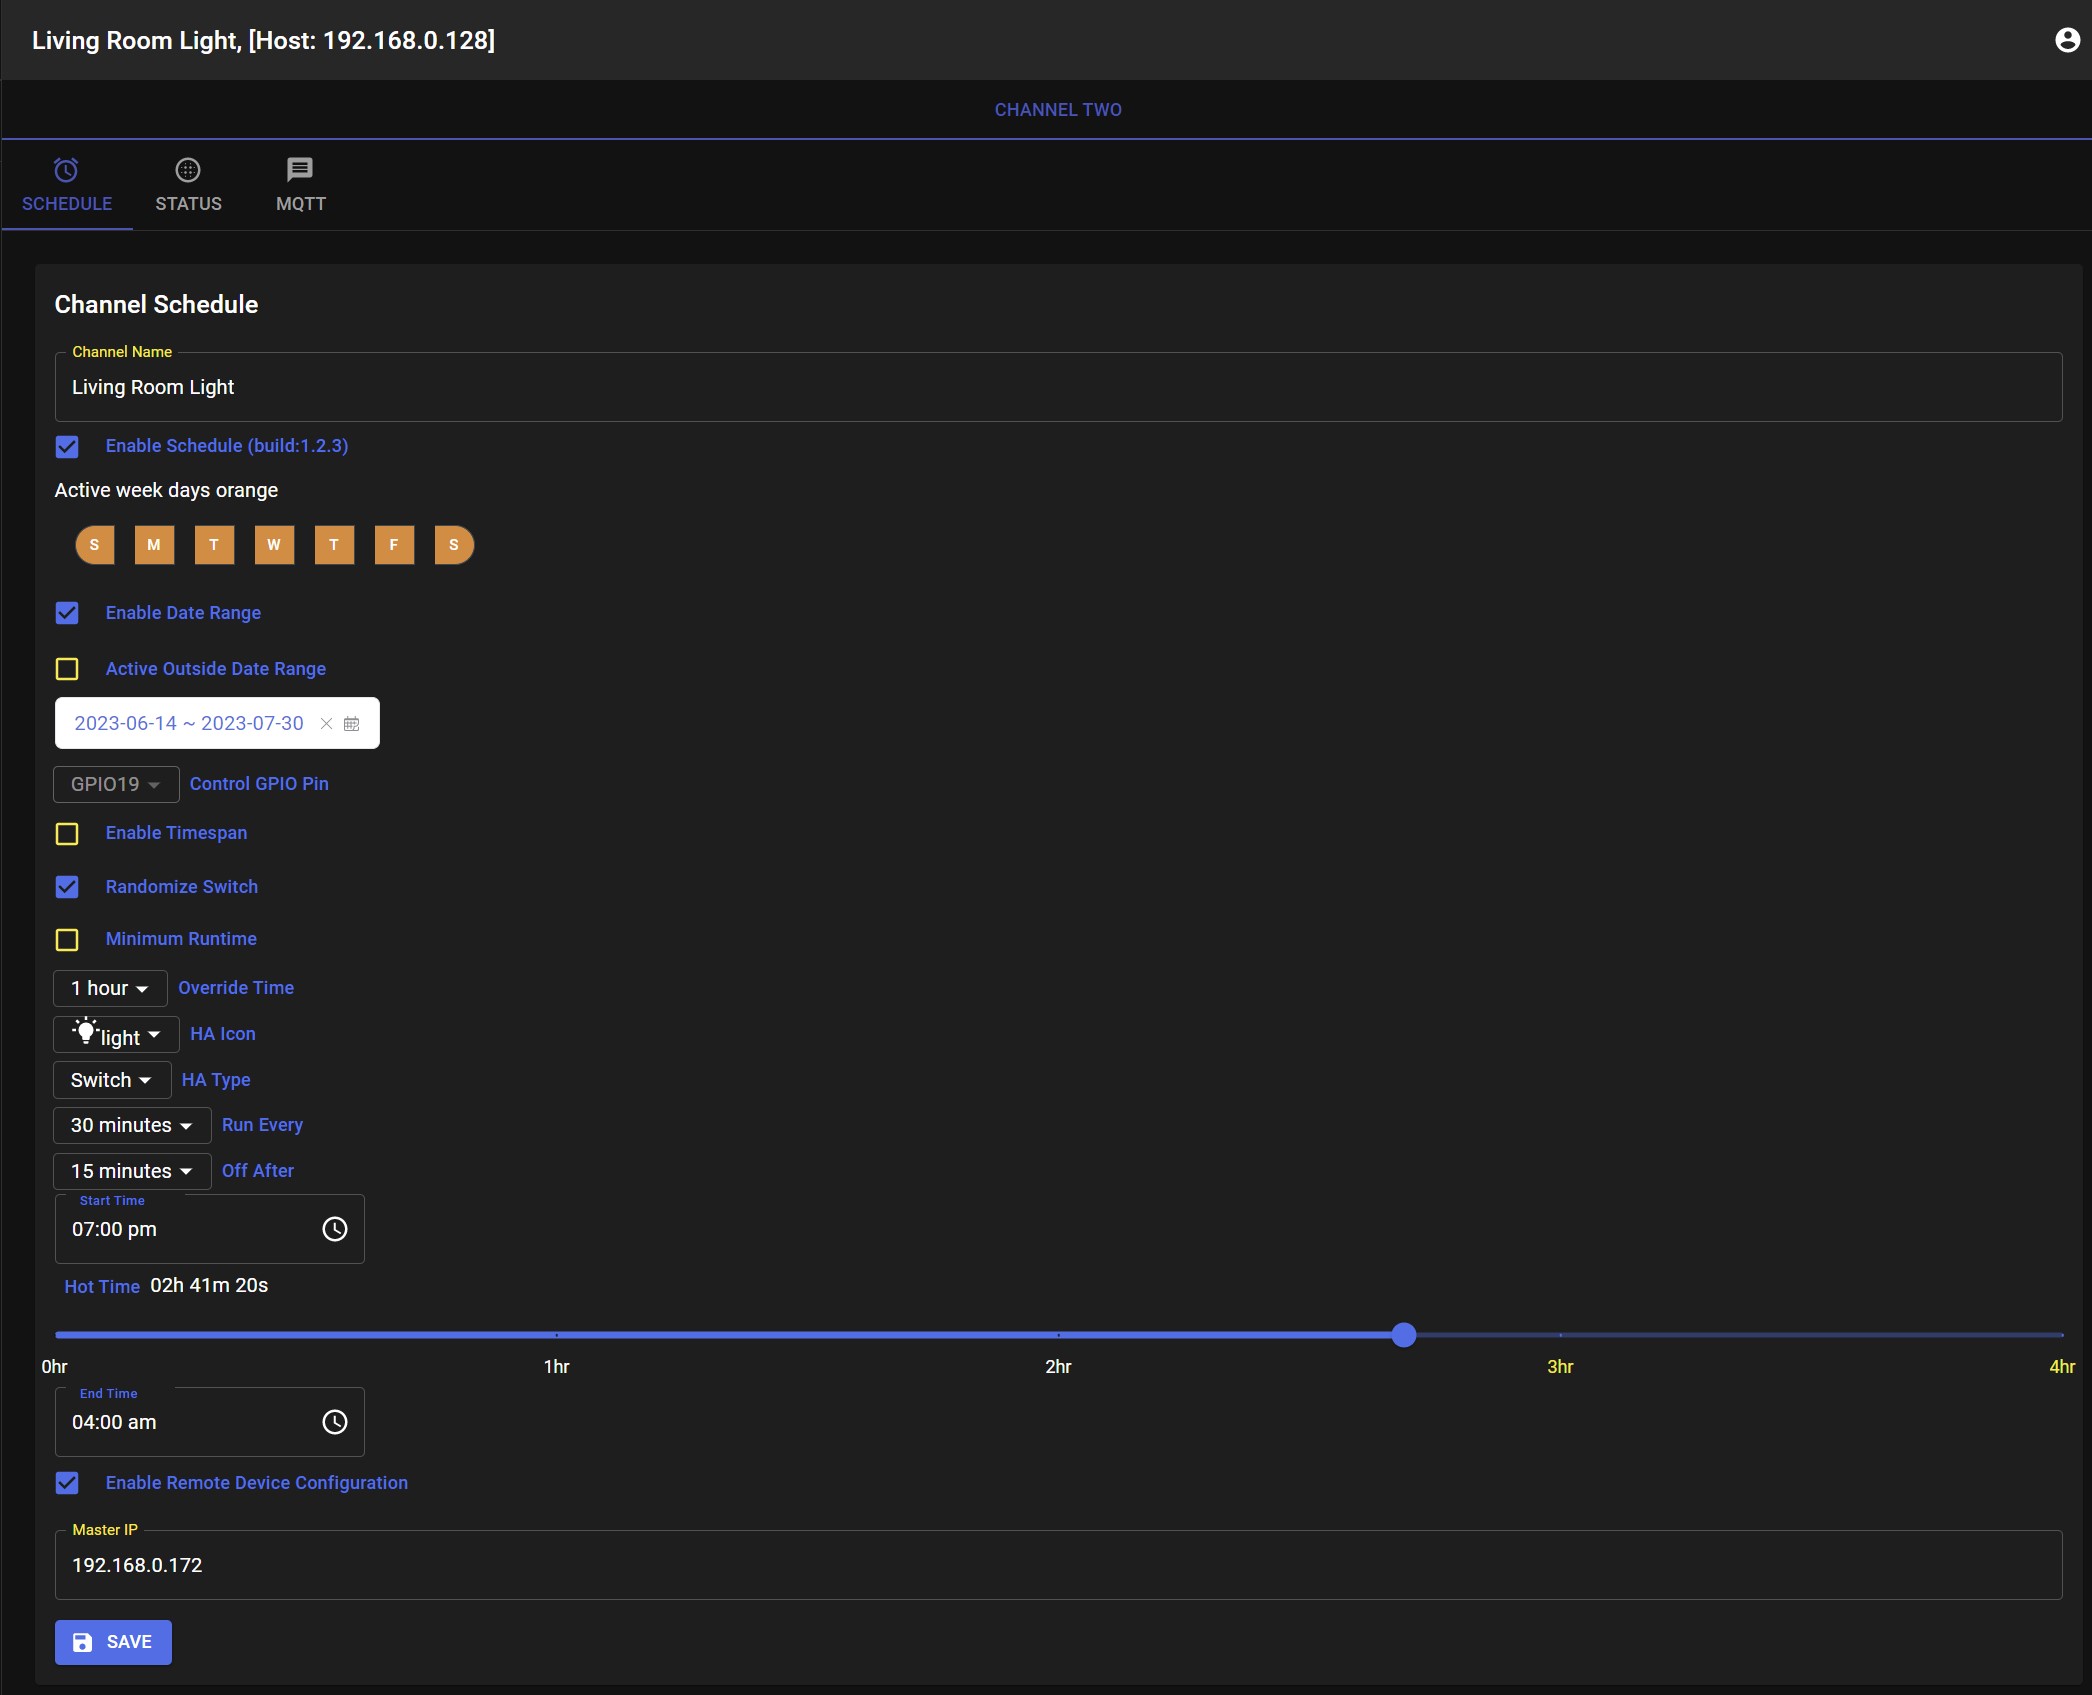 Living Room Light, [Host: 192.168.0.128]
CHANNEL TWO
SCHEDULE STATUS MQTT
Channel Schedule
Channel Name
Living Room Light
Enable Schedule (build:1.2.3)
Active week days orange
S M T W T F S
Enable Date Range
Active Outside Date Range
2023-06-14 ~ 2023-07-30
GPIO19 Control GPIO Pin
Enable Timespan
Randomize Switch
Minimum Runtime
1 hour Override Time
light HA Icon
Switch HA Type
30 minutes Run Every
15 minutes Off After
Start Time
07:00 pm
Hot Time 02h 41m 20s
0hr 1hr 2hr 3hr 4hr
End Time
04:00 am
Enable Remote Device Configuration
Master IP
192.168.0.172
SAVE